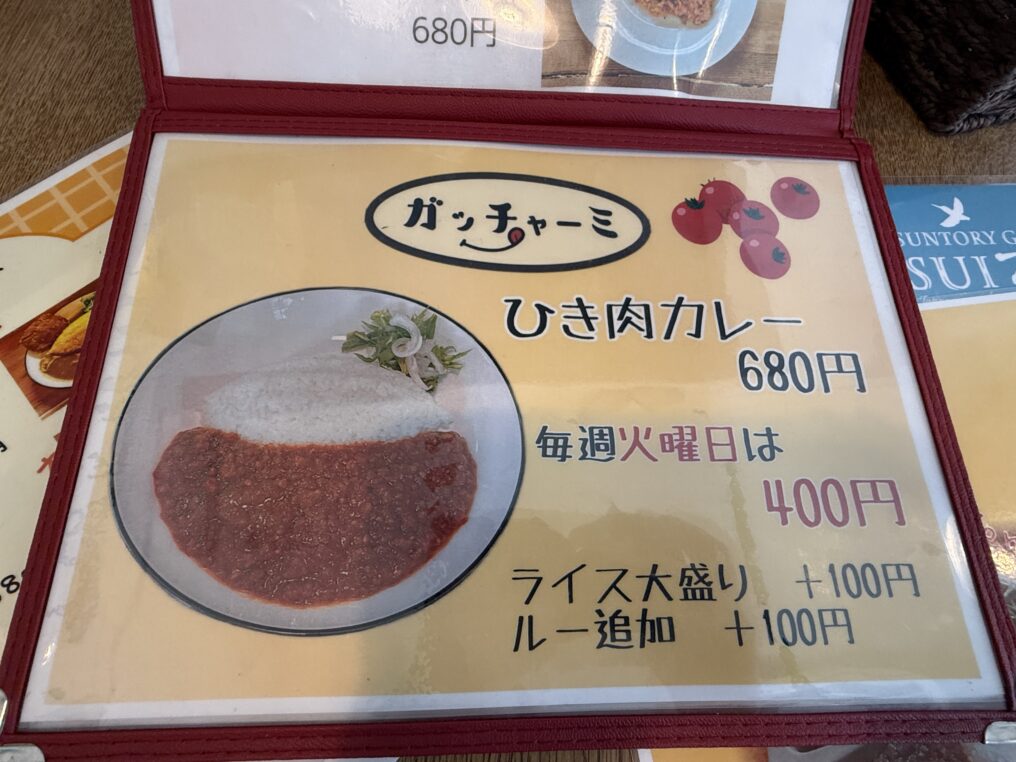 680円
ガッチャーミ
ひき肉カレー
680円
毎週火曜日は
400円
ライス大盛り ＋100円
ルー追加 ＋100円
SUNTORY G
SUI